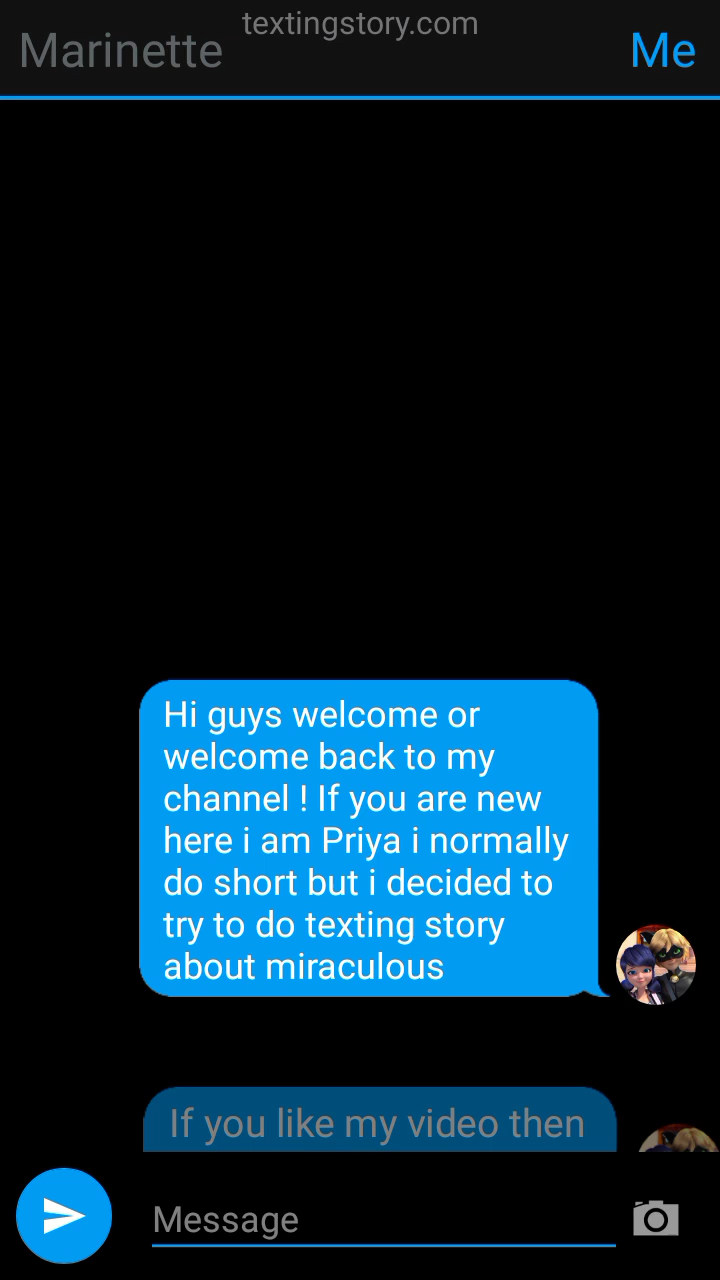 textingstory.com
Marinette
Me
Hi guys welcome or
welcome back to my
channel ! If you are new
here i am Priya i normally
do short but i decided to
try to do texting story
about miraculous
If you like my video then
Message